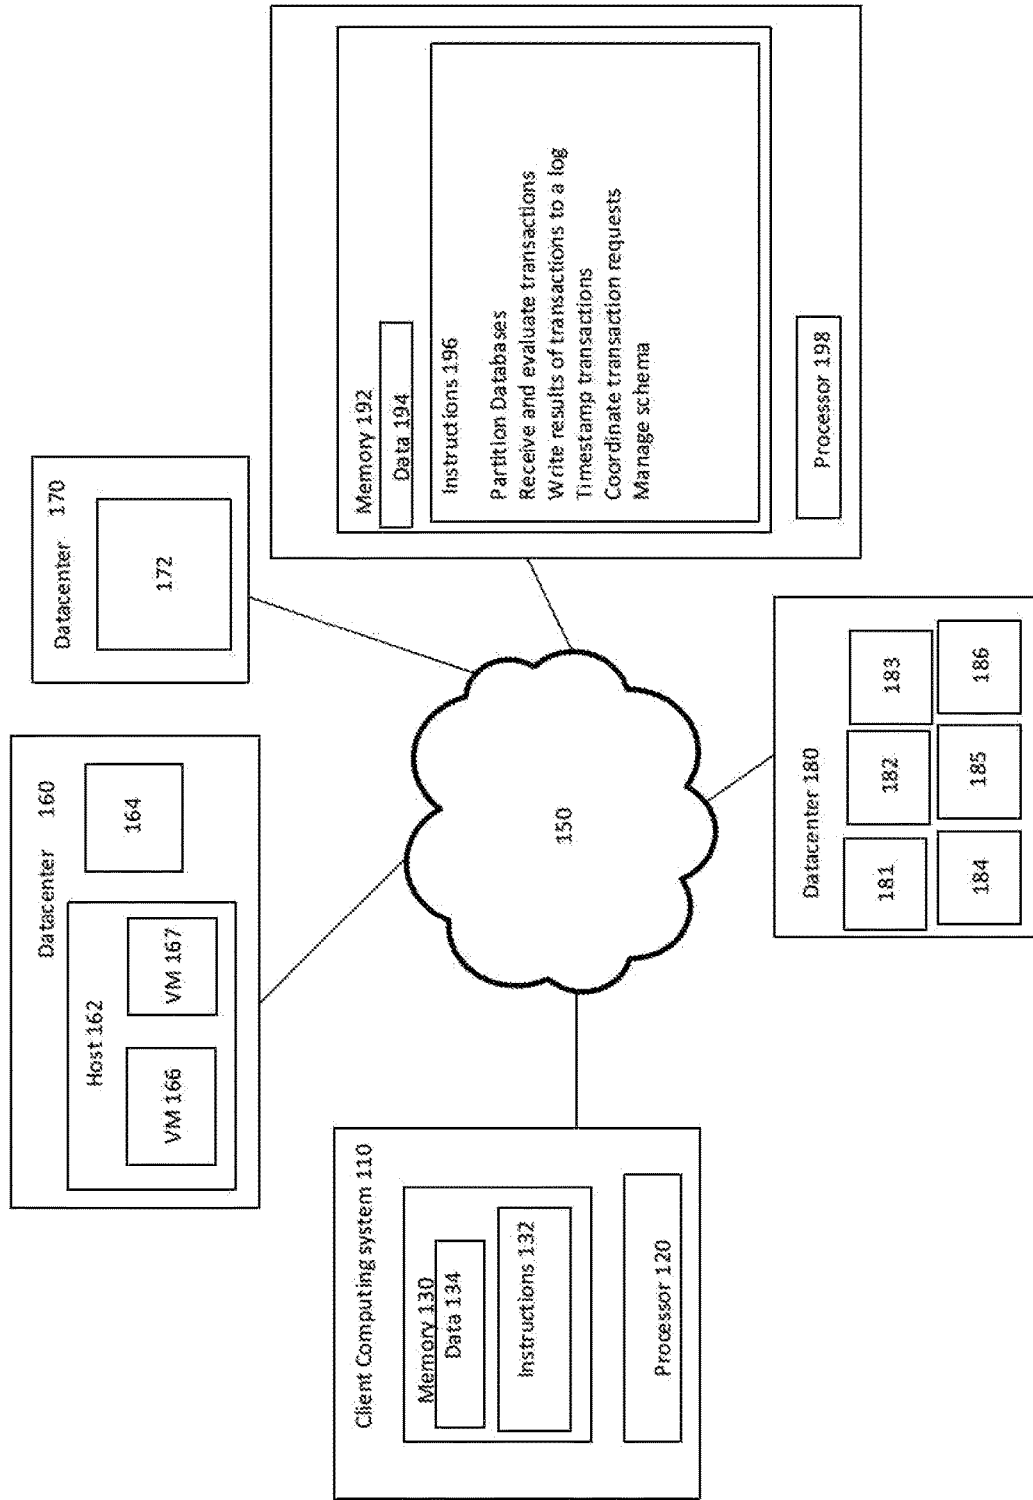 Datacenter 160
Host 162
VM 166
VM 167
164
Datacenter 170
172
Client Computing system 110
Memory 130
Data 134
Instructions 132
Processor 120
150
Memory 192
Data 194
Instructions 196
Partition Databases
Receive and evaluate transactions
Write results of transactions to a log
Timestamp transactions
Coordinate transaction requests
Manage schema
Processor 198
Datacenter 180
181
182
183
184
185
186